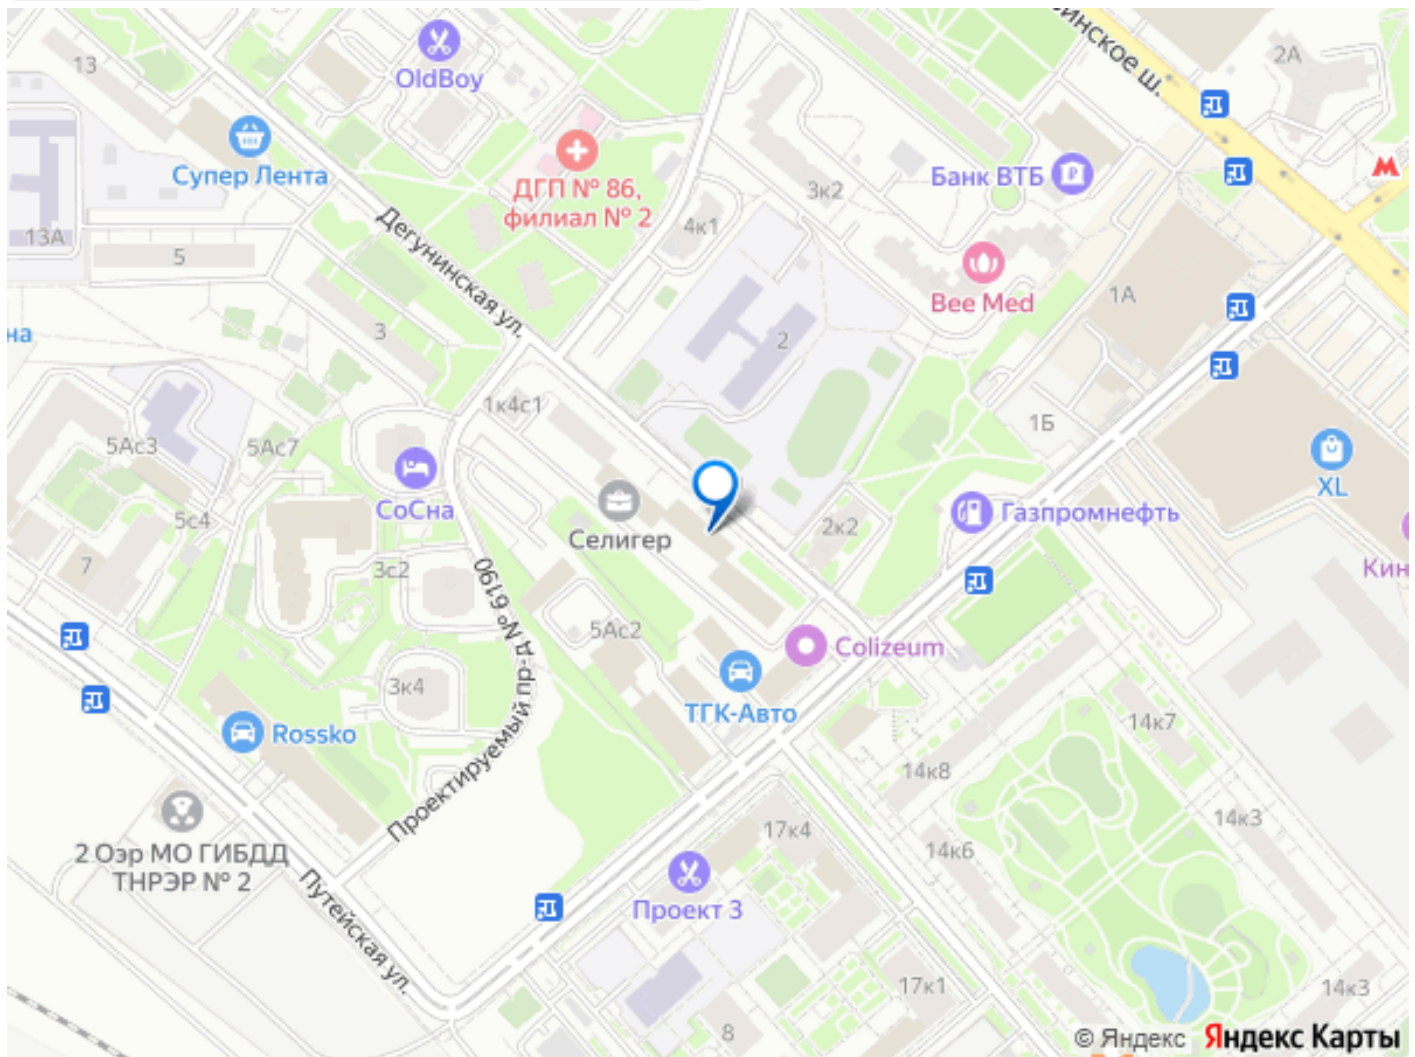 инское ш.
2А
13
OldBoy
Супер Лента
ДГП № 86,
филиал № 2
Банк ВТБ
3к2
4к1
13А
5
Дегунинская ул.
Bee Med
1А
на
3
2
1к4с1
1Б
5Ас3
5Ас7
СоСна
XL
5с4
Селигер
2к2
Газпромнефть
7
3с2
Кин
Проектируемый пр-д № 6190
5Ас2
Colizeum
3к4
ТГК-Авто
Rossko
14к7
14к8
2 Оэр МО ГИБДД
ТНРЭР № 2
17к4
14к3
14к6
Путейская ул.
Проект 3
17к1
14к3
8
© Яндекс Яндекс Карты